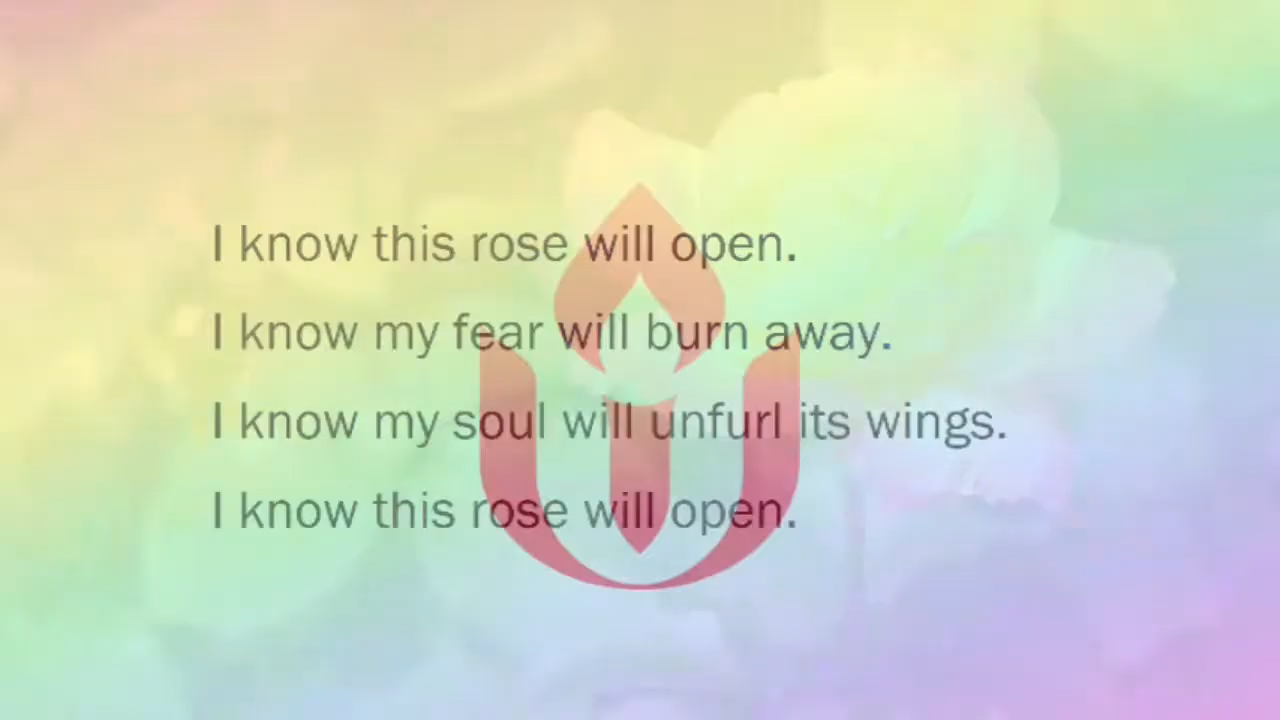 I know this rose will open.
I know my fear will burn away.
I know my soul will unfurl its wings.
I know this rose will open.